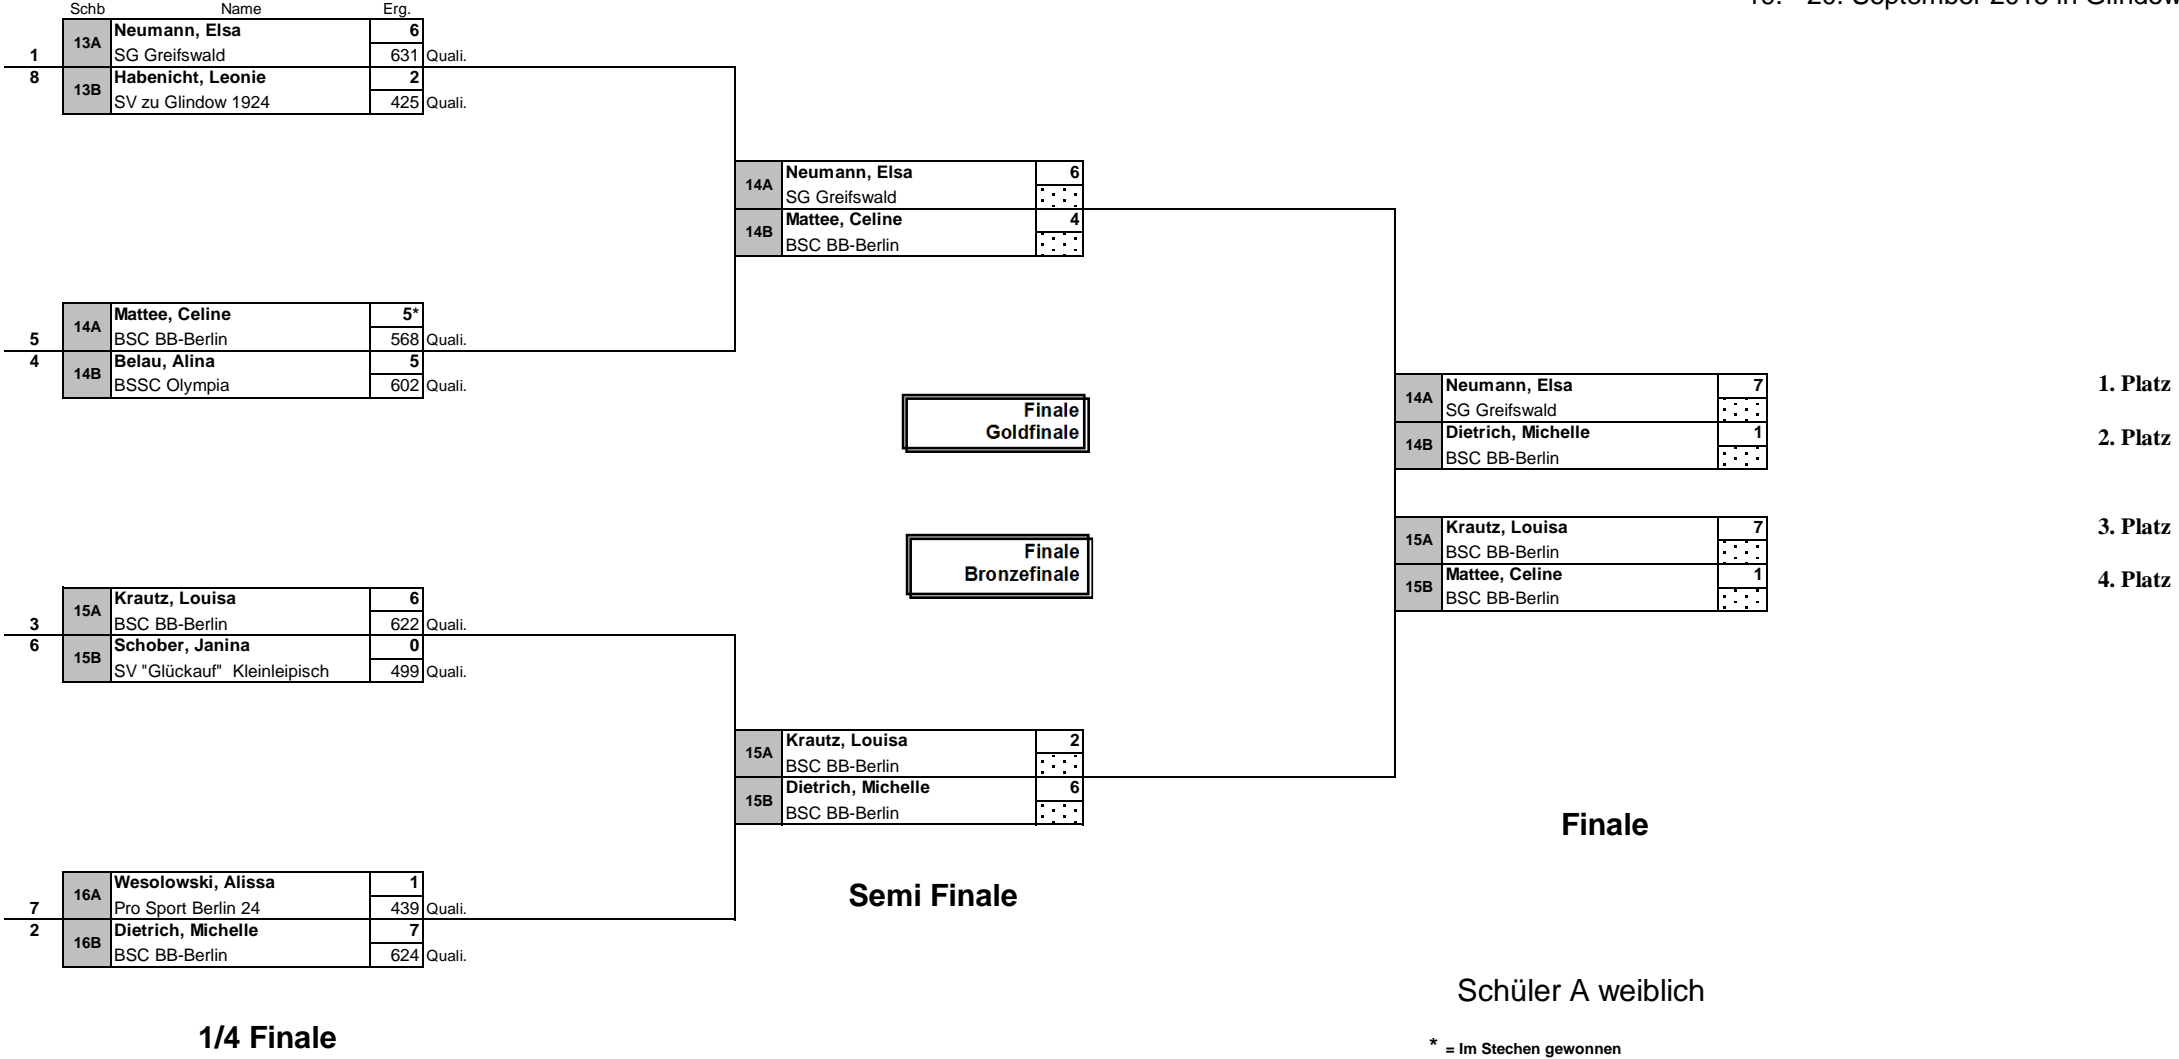 Schb Name Erg.
13A Neumann, Elsa 6
1 SG Greifswald 631 Quali.
8 13B Habenicht, Leonie 2
SV zu Glindow 1924 425 Quali.
14A Neumann, Elsa 6
SG Greifswald
14B Mattee, Celine 4
BSC BB-Berlin
14A Mattee, Celine 5*
5 BSC BB-Berlin 568 Quali.
4 14B Belau, Alina 5
BSSC Olympia 602 Quali.
Finale
Goldfinale
14A Neumann, Elsa 7 1. Platz
SG Greifswald
14B Dietrich, Michelle 1 2. Platz
BSC BB-Berlin
Finale
Bronzefinale
15A Krautz, Louisa 7 3. Platz
BSC BB-Berlin
15B Mattee, Celine 1 4. Platz
BSC BB-Berlin
15A Krautz, Louisa 6
3 BSC BB-Berlin 622 Quali.
6 15B Schober, Janina 0
SV "Glückauf" Kleinleipisch 499 Quali.
15A Krautz, Louisa 2
BSC BB-Berlin
15B Dietrich, Michelle 6
BSC BB-Berlin
Finale
16A Wesolowski, Alissa 1
7 Pro Sport Berlin 24 439 Quali.
2 16B Dietrich, Michelle 7
BSC BB-Berlin 624 Quali.
Semi Finale
Schüler A weiblich
1/4 Finale
* = Im Stechen gewonnen